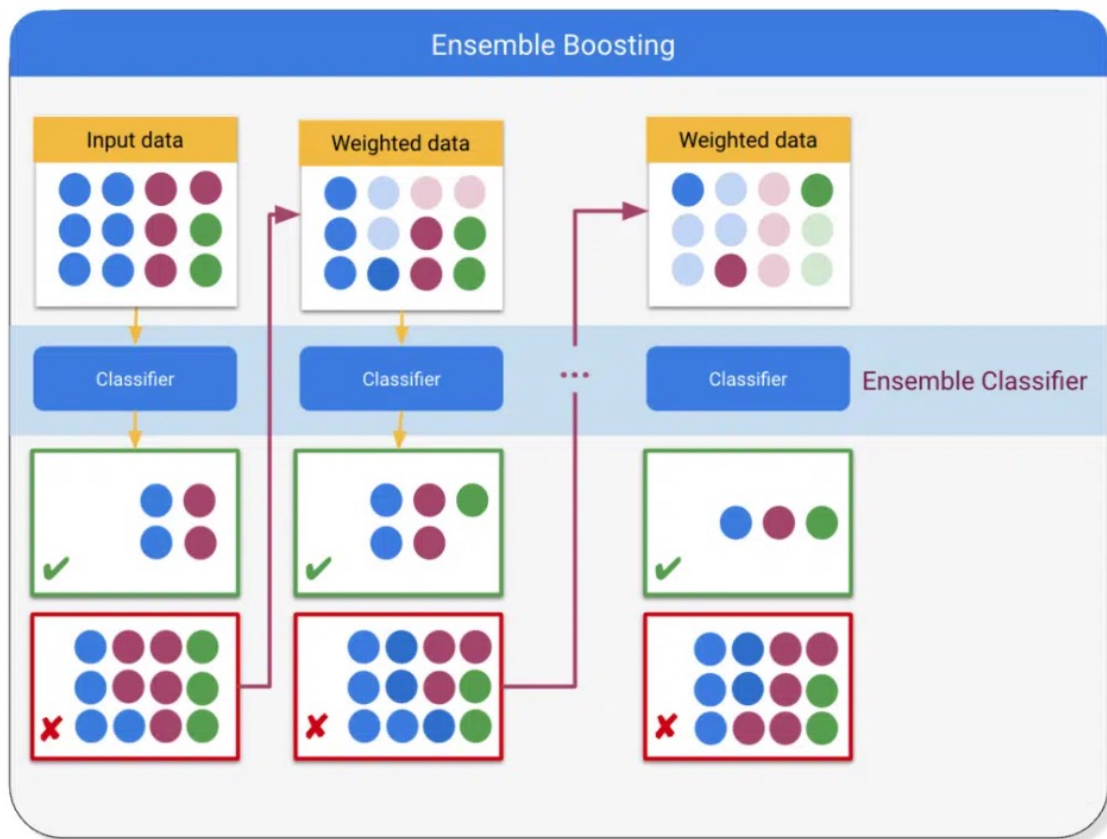 Ensemble Boosting
Input data
Weighted data
Weighted data
Classifier
Classifier
...
Classifier
Ensemble Classifier